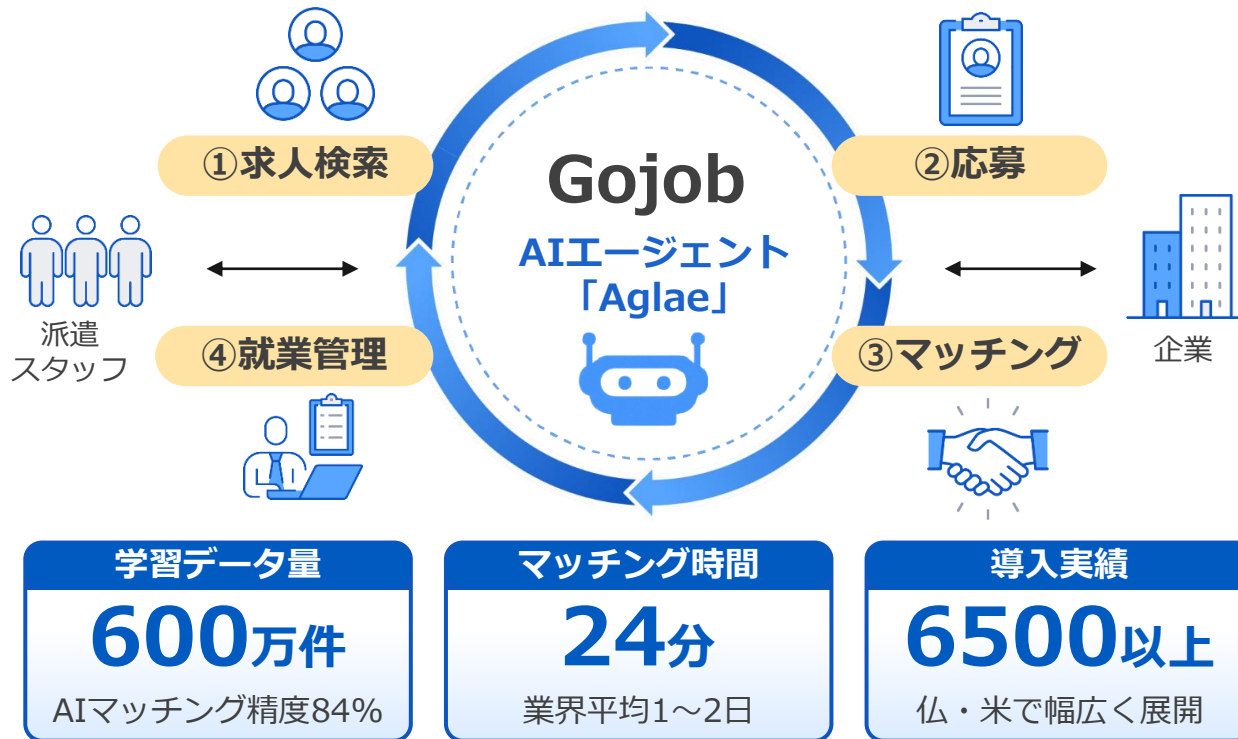 ①求人検索
②応募
Gojob
AIエージェント
「Aglae」
派遣
スタッフ
企業
④就業管理
③マッチング
学習データ量
600万件
AIマッチング精度84%
マッチング時間
24分
業界平均1～2日
導入実績
6500以上
仏・米で幅広く展開